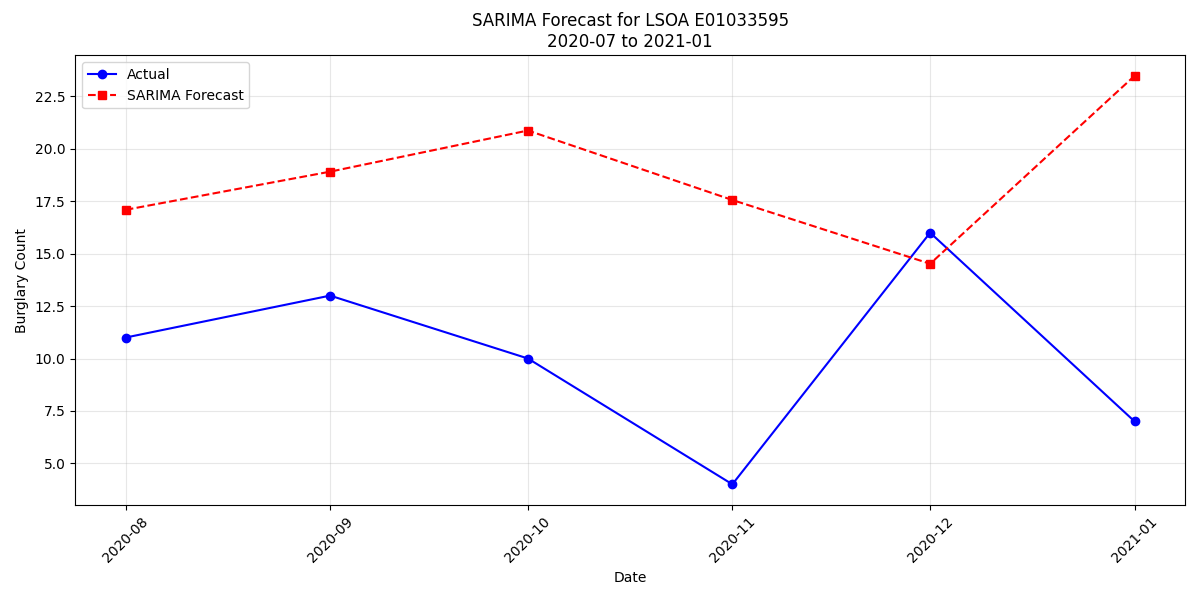 SARIMA Forecast for LSOA E01033595
2020-07 to 2021-01
Actual
SARIMA Forecast
Burglary Count
22.5
20.0
17.5
15.0
12.5
10.0
7.5
5.0
2020-08
2020-09
2020-10
2020-11
2020-12
2021-01
Date